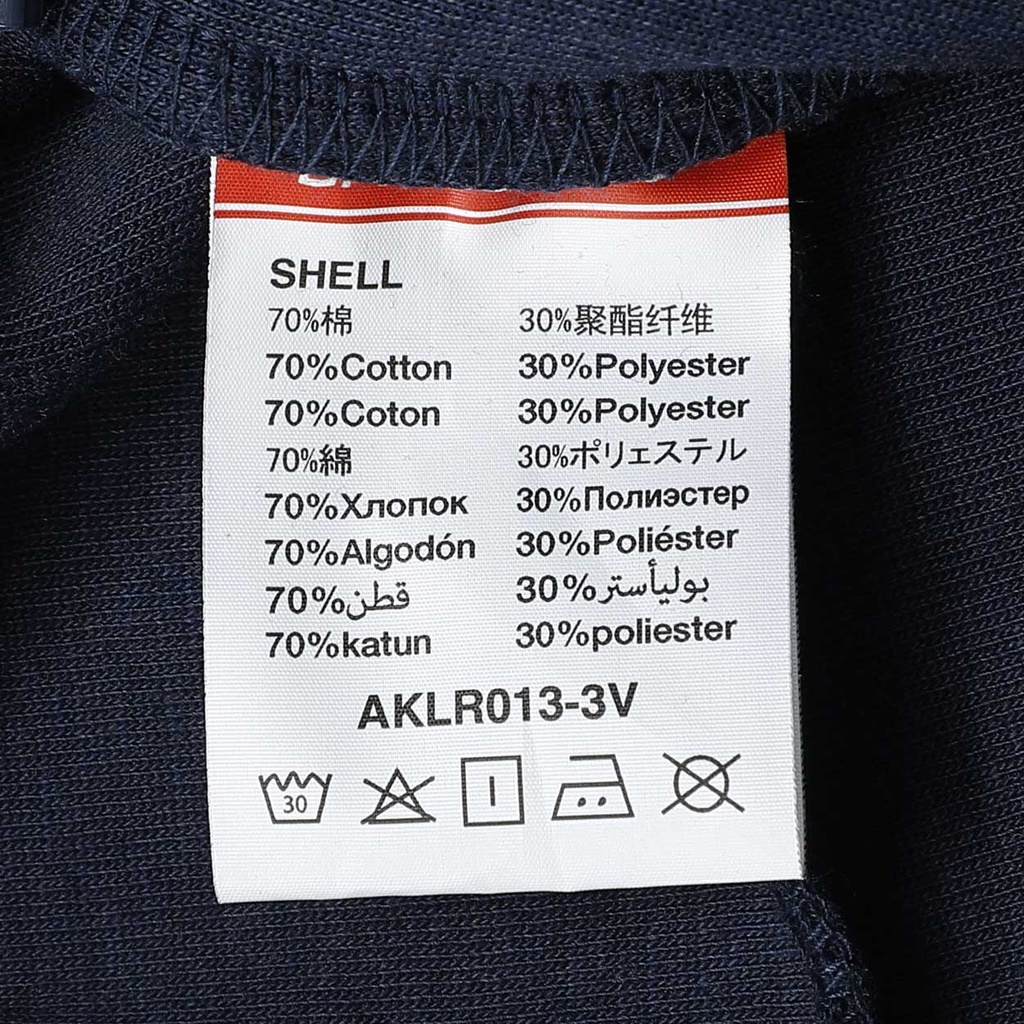 SHELL
70%棉 30%聚酯纤维
70%Cotton 30%Polyester
70%Coton 30%Polyester
70%綿 30%ポリェステル
70%Хлопок 30%Полиэстер
70%Algodón 30%Poliéster
70%قطن 30%بوليأستر
70%katun 30%poliester
AKLR013-3V
30